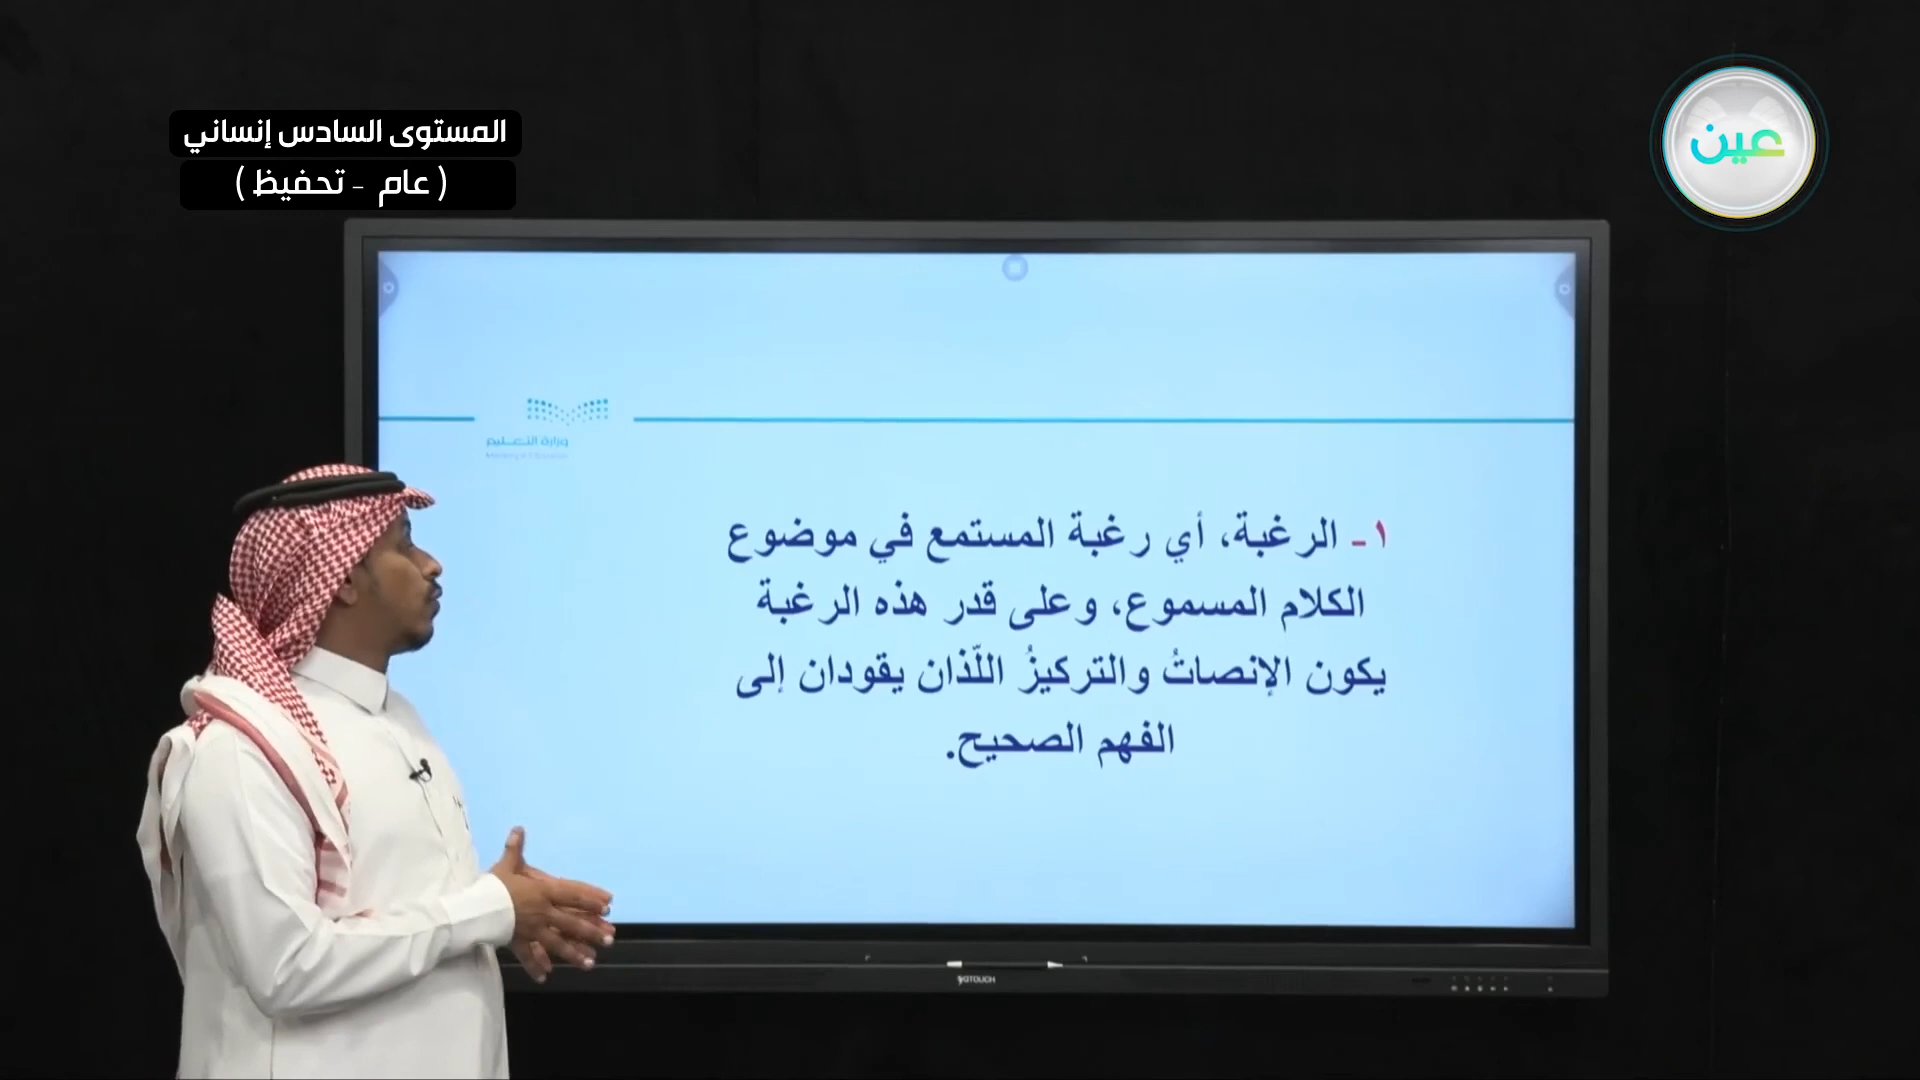 المستوى السادس إنساني
( عام - تحفيظ )
عين
وزارة التعليم
١- الرغبة، أي رغبة المستمع في موضوع
الكلام المسموع، وعلى قدر هذه الرغبة
يكون الإنصاتُ والتركيزُ اللّذان يقودان إلى
الفهم الصحيح.